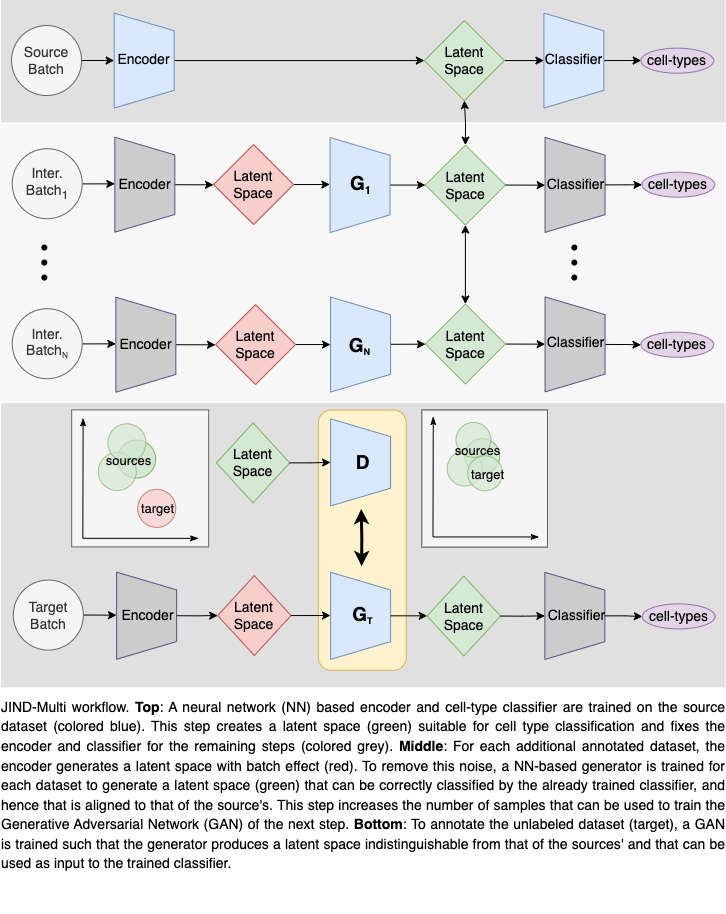 Source
Batch
Encoder
Latent
Space
Classifier
cell-types
Inter.
Batch1
Encoder
Latent
Space
G1
Latent
Space
Classifier
cell-types
Inter.
BatchN
Encoder
Latent
Space
GN
Latent
Space
Classifier
cell-types
sources
target
Latent
Space
D
sources
target
Target
Batch
Encoder
Latent
Space
GT
Latent
Space
Classifier
cell-types
JIND-Multi workflow. Top: A neural network (NN) based encoder and cell-type classifier are trained on the source
dataset (colored blue). This step creates a latent space (green) suitable for cell type classification and fixes the
encoder and classifier for the remaining steps (colored grey). Middle: For each additional annotated dataset, the
encoder generates a latent space with batch effect (red). To remove this noise, a NN-based generator is trained for
each dataset to generate a latent space (green) that can be correctly classified by the already trained classifier, and
hence that is aligned to that of the source's. This step increases the number of samples that can be used to train the
Generative Adversarial Network (GAN) of the next step. Bottom: To annotate the unlabeled dataset (target), a GAN
is trained such that the generator produces a latent space indistinguishable from that of the sources' and that can be
used as input to the trained classifier.